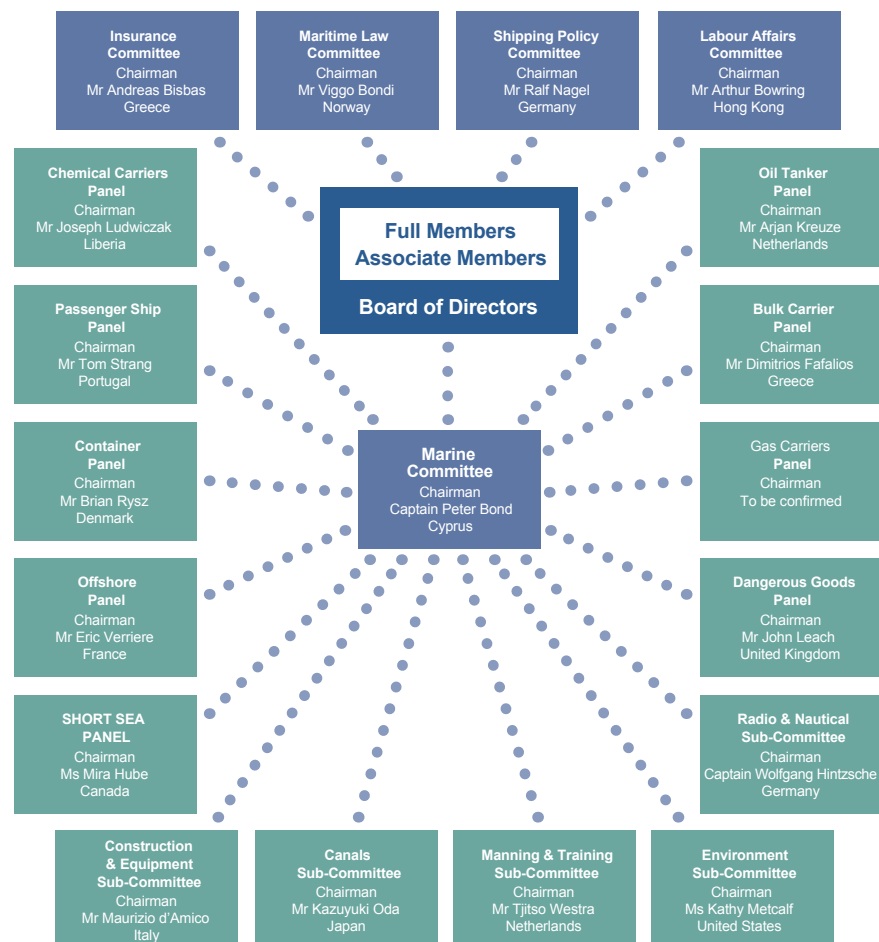 Insurance
Committee
Chairman
Mr Andreas Bisbas
Greece
Maritime Law
Committee
Chairman
Mr Viggo Bondi
Norway
Shipping Policy
Committee
Chairman
Mr Ralf Nagel
Germany
Labour Affairs
Committee
Chairman
Mr Arthur Bowring
Hong Kong
Chemical Carriers
Panel
Chairman
Mr Joseph Ludwiczak
Liberia
Full Members
Associate Members
Board of Directors
Oil Tanker
Panel
Chairman
Mr Arjan Kreuze
Netherlands
Passenger Ship
Panel
Chairman
Mr Tom Strang
Portugal
Bulk Carrier
Panel
Chairman
Mr Dimitrios Fafalios
Greece
Container
Panel
Chairman
Mr Brian Rysz
Denmark
Marine
Committee
Chairman
Captain Peter Bond
Cyprus
Gas Carriers
Panel
Chairman
To be confirmed
Offshore
Panel
Chairman
Mr Eric Verriere
France
Dangerous Goods
Panel
Chairman
Mr John Leach
United Kingdom
SHORT SEA
PANEL
Chairman
Ms Mira Hube
Canada
Radio & Nautical
Sub-Committee
Chairman
Captain Wolfgang Hintzsche
Germany
Construction
& Equipment
Sub-Committee
Chairman
Mr Maurizio d'Amico
Italy
Canals
Sub-Committee
Chairman
Mr Kazuyuki Oda
Japan
Manning & Training
Sub-Committee
Chairman
Mr Tjitso Westra
Netherlands
Environment
Sub-Committee
Chairman
Ms Kathy Metcalf
United States